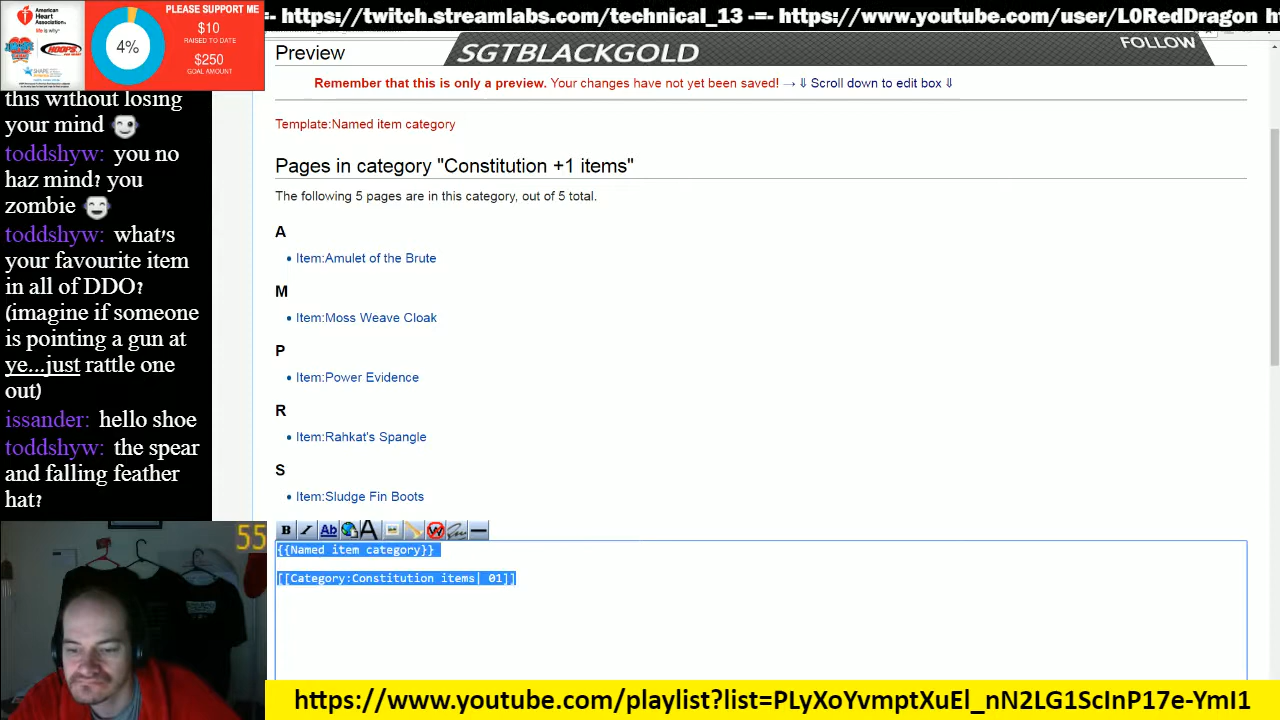 American
Heart
Association®
life is why™
HOOPS
SHAPE
4%
PLEASE SUPPORT ME
$10
RAISED TO DATE
$250
GOAL AMOUNT
=- https://twitch.streamlabs.com/technical_13 -=- https://www.youtube.com/user/L0RedDragon
SGTBLACKGOLD
FOLLOW
this without losing
your mind
toddshyw: you no
haz mind? you
zombie
toddshyw: what's
your favourite item
in all of DDO?
(imagine if someone
is pointing a gun at
ye...just rattle one
out)
issander: hello shoe
toddshyw: the spear
and falling feather
hat?
Preview
Remember that this is only a preview. Your changes have not yet been saved! → ⇓ Scroll down to edit box ⇓
Template:Named item category
Pages in category "Constitution +1 items"
The following 5 pages are in this category, out of 5 total.
A
• Item:Amulet of the Brute
M
• Item:Moss Weave Cloak
P
• Item:Power Evidence
R
• Item:Rahkat's Spangle
S
• Item:Sludge Fin Boots
B I Ab A W
{{Named item category}}
[[Category:Constitution items| 01]]
55
https://www.youtube.com/playlist?list=PLyXoYvmptXuEl_nN2LG1ScInP17e-YmI1